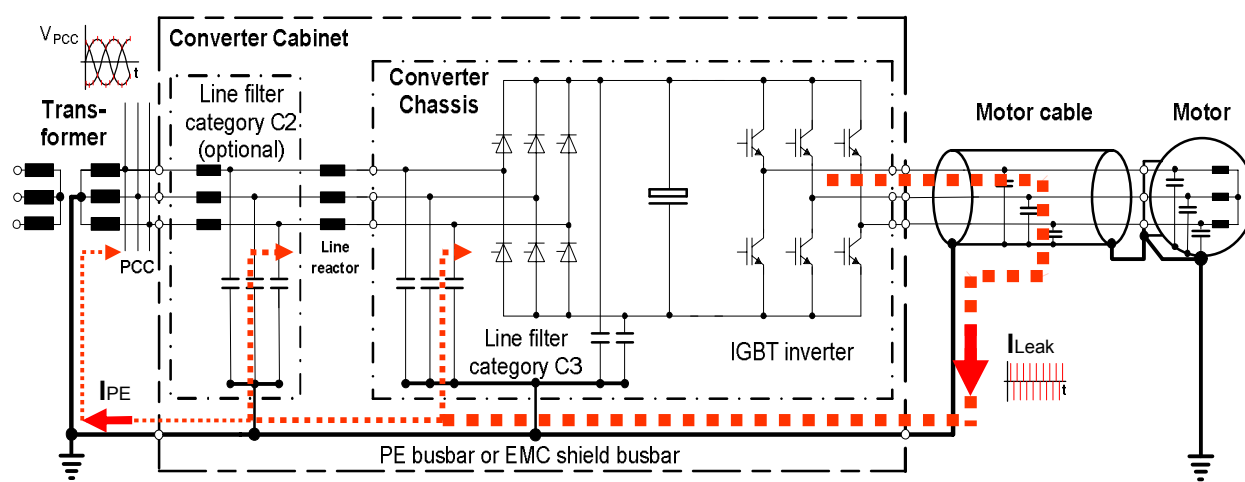 VPCC
t
Converter Cabinet
Trans-
former
Line filter
category C2
(optional)
Converter
Chassis
Motor cable
Motor
PCC
Line
reactor
Line filter
category C3
IGBT inverter
ILeak
t
IPE
PE busbar or EMC shield busbar